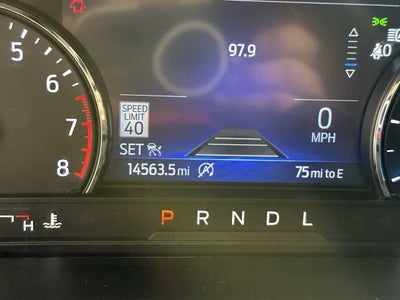 97.9
5
6
7
8
SPEED
LIMIT
40
0
MPH
SET
14563.5 mi
75 mi to E
H
P R N D L